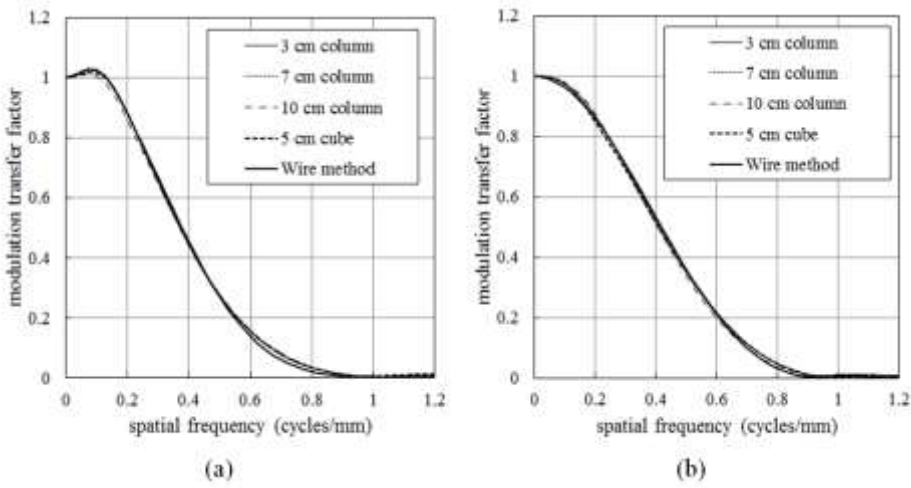 1.2
1
0.8
0.6
0.4
0.2
0
modulation transfer factor
3 cm column
7 cm column
10 cm column
5 cm cube
Wire method
0 0.2 0.4 0.6 0.8 1 1.2
spatial frequency (cycles/mm)
(a)
1.2
1
0.8
0.6
0.4
0.2
0
modulation transfer factor
3 cm column
7 cm column
10 cm column
5 cm cube
Wire method
0 0.2 0.4 0.6 0.8 1 1.2
spatial frequency (cycles/mm)
(b)